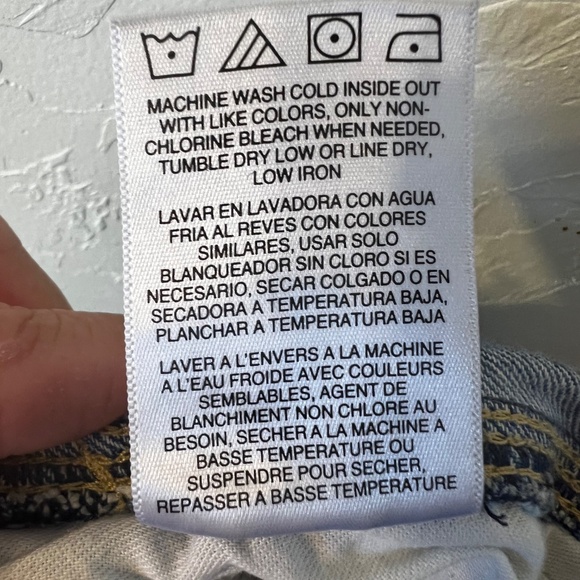 MACHINE WASH COLD INSIDE OUT
WITH LIKE COLORS, ONLY NON-
CHLORINE BLEACH WHEN NEEDED,
TUMBLE DRY LOW OR LINE DRY,
LOW IRON
LAVAR EN LAVADORA CON AGUA
FRIA AL REVES CON COLORES
SIMILARES, USAR SOLO
BLANQUEADOR SIN CLORO SI ES
NECESARIO, SECAR COLGADO O EN
SECADORA A TEMPERATURA BAJA,
PLANCHAR A TEMPERATURA BAJA
LAVER A L'ENVERS A LA MACHINE
A L'EAU FROIDE AVEC COULEURS
SEMBLABLES, AGENT DE
BLANCHIMENT NON CHLORE AU
BESOIN, SECHER A LA MACHINE A
BASSE TEMPERATURE OU
SUSPENDRE POUR SECHER,
REPASSER A BASSE TEMPERATURE